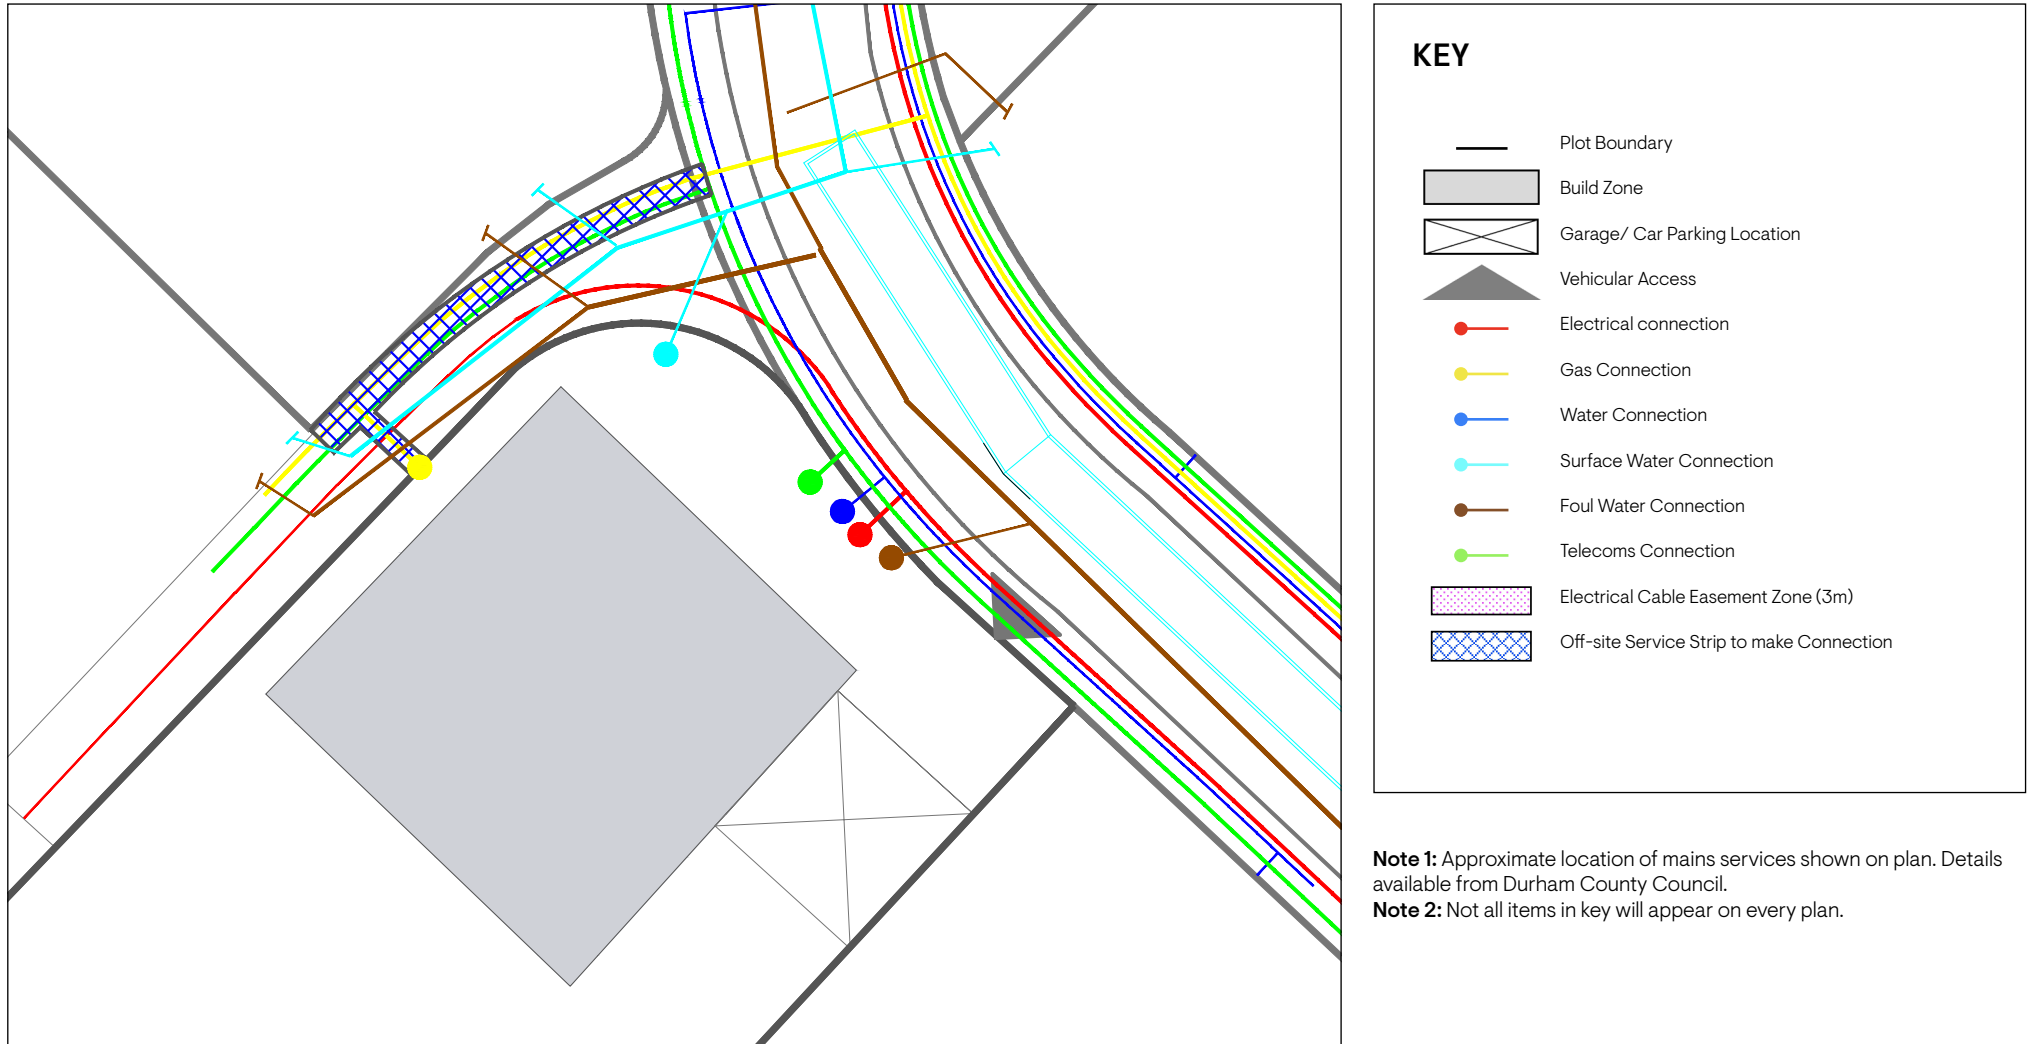 KEY
Plot Boundary
Build Zone
Garage/ Car Parking Location
Vehicular Access
Electrical connection
Gas Connection
Water Connection
Surface Water Connection
Foul Water Connection
Telecoms Connection
Electrical Cable Easement Zone (3m)
Off-site Service Strip to make Connection
Note 1: Approximate location of mains services shown on plan. Details
available from Durham County Council.
Note 2: Not all items in key will appear on every plan.